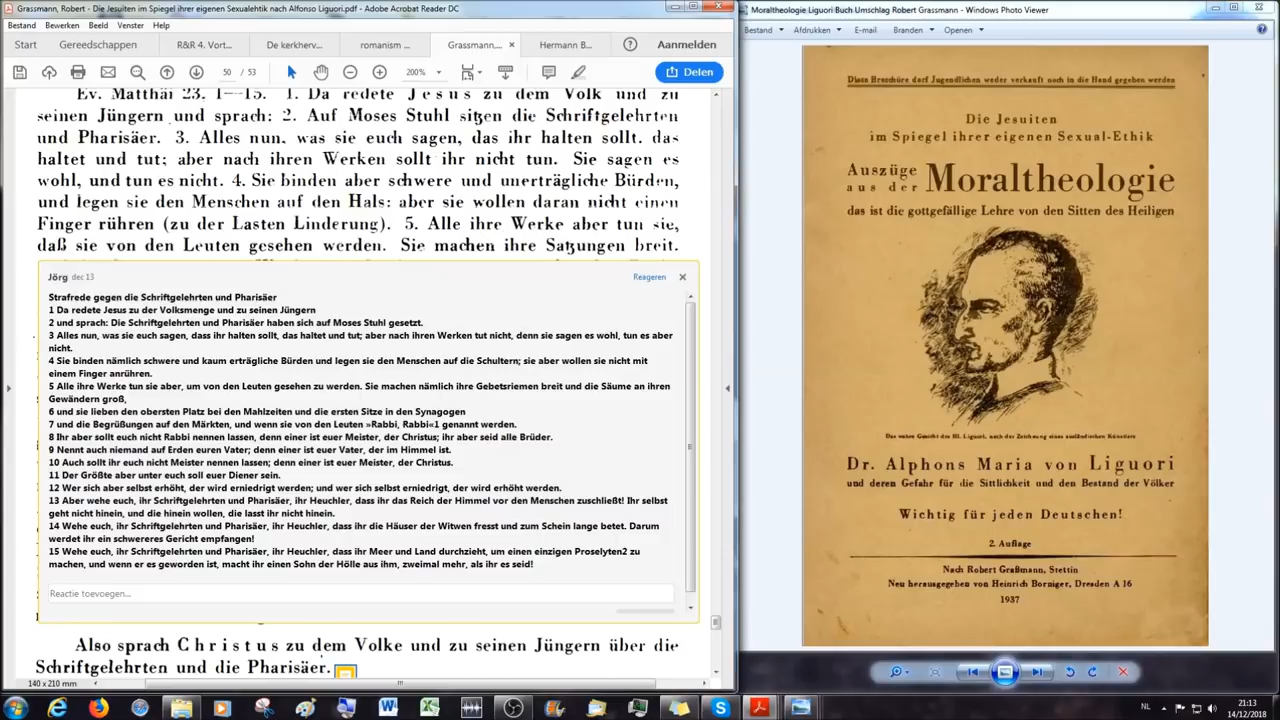 Grassmann, Robert - Die Jesuiten im Spiegel ihrer eigenen Sexualethik nach Alfonso Liguori.pdf - Adobe Acrobat Reader DC
Bestand Bewerken Beeld Venster Help
Start Gereedschappen R&R 4. Vort... De kerkherv... romanism ... Grassmann,... × Hermann B... Aanmelden
50 / 53 200% Delen
Ev. Matthäi 23, 1—15. 1. Da redete Jesus zu dem Volk und zu
seinen Jüngern und sprach: 2. Auf Moses Stuhl sitzen die Schriftgelehrten
und Pharisäer. 3. Alles nun, was sie euch sagen, das ihr halten sollt, das
haltet und tut; aber nach ihren Werken sollt ihr nicht tun. Sie sagen es
wohl, und tun es nicht. 4. Sie binden aber schwere und unerträgliche Bürden,
und legen sie den Menschen auf den Hals: aber sie wollen daran nicht einen
Finger rühren (zu der Lasten Linderung). 5. Alle ihre Werke aber tun sie,
daß sie von den Leuten gesehen werden. Sie machen ihre Satzungen breit.
Jörg dec 13 Reageren
Strafrede gegen die Schriftgelehrten und Pharisäer
1 Da redete Jesus zu der Volksmenge und zu seinen Jüngern
2 und sprach: Die Schriftgelehrten und Pharisäer haben sich auf Moses Stuhl gesetzt.
3 Alles nun, was sie euch sagen, dass ihr halten sollt, das haltet und tut; aber nach ihren Werken tut nicht, denn sie sagen es wohl, tun es aber
nicht.
4 Sie binden nämlich schwere und kaum erträgliche Bürden und legen sie den Menschen auf die Schultern; sie aber wollen sie nicht mit
einem Finger anrühren.
5 Alle ihre Werke tun sie aber, um von den Leuten gesehen zu werden. Sie machen nämlich ihre Gebetsriemen breit und die Säume an ihren
Gewändern groß,
6 und sie lieben den obersten Platz bei den Mahlzeiten und die ersten Sitze in den Synagogen
7 und die Begrüßungen auf den Märkten, und wenn sie von den Leuten »Rabbi, Rabbi«1 genannt werden.
8 Ihr aber sollt euch nicht Rabbi nennen lassen, denn einer ist euer Meister, der Christus; ihr aber seid alle Brüder.
9 Nennt auch niemand auf Erden euren Vater; denn einer ist euer Vater, der im Himmel ist.
10 Auch sollt ihr euch nicht Meister nennen lassen; denn einer ist euer Meister, der Christus.
11 Der Größte aber unter euch soll euer Diener sein.
12 Wer sich aber selbst erhöht, der wird erniedrigt werden; und wer sich selbst erniedrigt, der wird erhöht werden.
13 Aber wehe euch, ihr Schriftgelehrten und Pharisäer, ihr Heuchler, dass ihr das Reich der Himmel vor den Menschen zuschließt! Ihr selbst
geht nicht hinein, und die hinein wollen, die lasst ihr nicht hinein.
14 Wehe euch, ihr Schriftgelehrten und Pharisäer, ihr Heuchler, dass ihr die Häuser der Witwen fresst und zum Schein lange betet. Darum
werdet ihr ein schwereres Gericht empfangen!
15 Wehe euch, ihr Schriftgelehrten und Pharisäer, ihr Heuchler, dass ihr Meer und Land durchzieht, um einen einzigen Proselyten2 zu
machen, und wenn er es geworden ist, macht ihr einen Sohn der Hölle aus ihm, zweimal mehr, als ihr es seid!
Reactie toevoegen...
Also sprach Christus zu dem Volke und zu seinen Jüngern über die
Schriftgelehrten und die Pharisäer.
140 x 210 mm
Moraltheologie Liguori Buch Umschlag Robert Grassmann - Windows Photo Viewer
Bestand Afdrukken E-mail Branden Openen
Diese Broschüre darf Jugendlichen weder verkauft noch in die Hand gegeben werden
Die Jesuiten
im Spiegel ihrer eigenen Sexual-Ethik
Auszüge aus der Moraltheologie
das ist die gottgefällige Lehre von den Sitten des Heiligen
Das wahre Gesicht des Hl. Liguori, nach der Zeichnung eines ausländischen Künstlers
Dr. Alphons Maria von Liguori
und deren Gefahr für die Sittlichkeit und den Bestand der Völker
Wichtig für jeden Deutschen!
2. Auflage
Nach Robert Graßmann, Stettin
Neu herausgegeben von Heinrich Borniger, Dresden A 16
1937
NL 21:13
14/12/2018